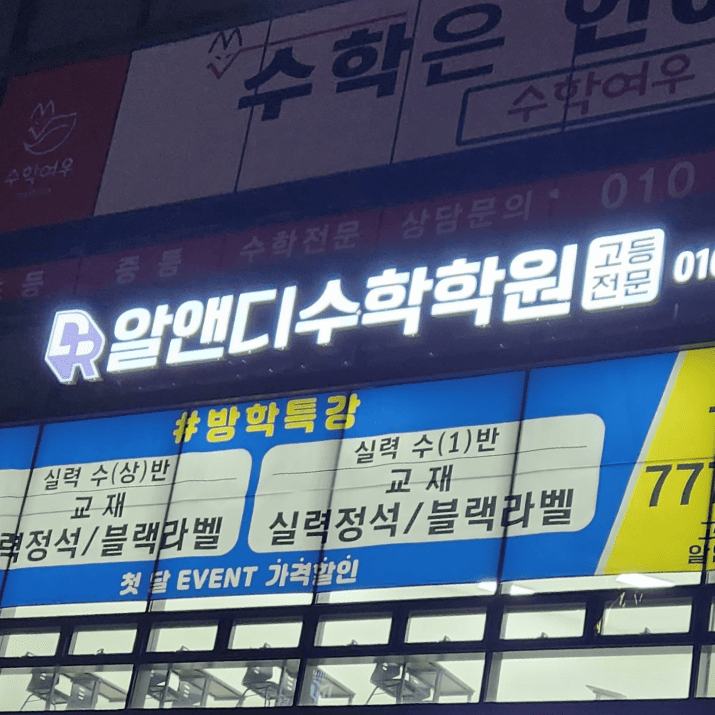 수학은
수학여우
수학여우
중등 수학전문 상담문의 010
알앤디수학학원 고등전문 010
#방학특강
실력 수(상)반
교재
실력정석/블랙라벨
실력 수(1)반
교재
실력정석/블랙라벨
첫 달 EVENT 가격할인
777